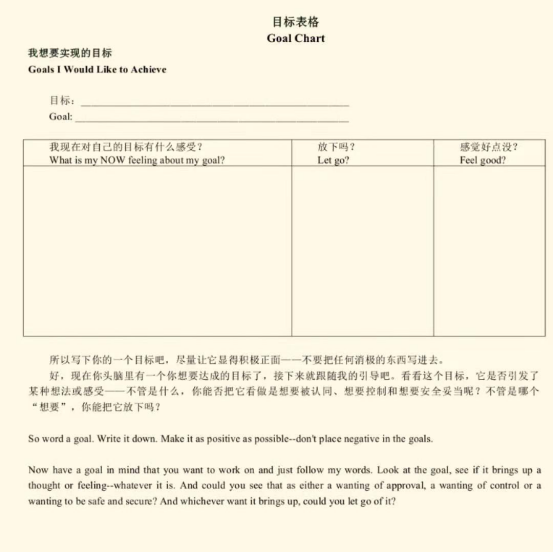 目标表格
Goal Chart
我想要实现的目标
Goals I Would Like to Achieve
目标：
Goal:
我现在对自己的目标有什么感受？ 放下吗？ 感觉好点没？
What is my NOW feeling about my goal? Let go? Feel good?
所以写下你的一个目标吧，尽量让它显得积极正面——不要把任何消极的东西写进去。
好，现在你头脑里有一个你想要达成的目标了，接下来就跟随我的引导吧。看看这个目标，它是否引发了
某种想法或感受——不管是什么，你能否把它看做是想要被认同、想要控制和想要安全妥当呢？不管是哪个
“想要”，你能把它放下吗？
So word a goal. Write it down. Make it as positive as possible--don't place negative in the goals.
Now have a goal in mind that you want to work on and just follow my words. Look at the goal, see if it brings up a
thought or feeling--whatever it is. And could you see that as either a wanting of approval, a wanting of control or a
wanting to be safe and secure? And whichever want it brings up, could you let go of it?